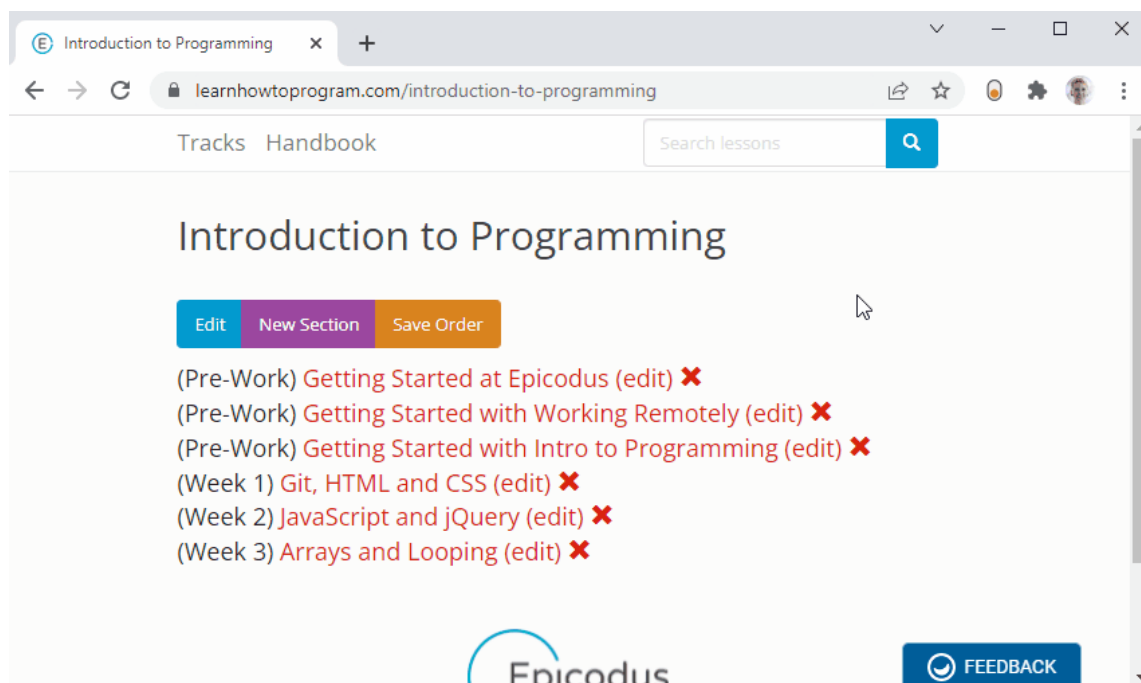 Introduction to Programming
learnhowtoprogram.com/introduction-to-programming
Tracks Handbook Search lessons
Introduction to Programming
Edit New Section Save Order
(Pre-Work) Getting Started at Epicodus (edit) ✖
(Pre-Work) Getting Started with Working Remotely (edit) ✖
(Pre-Work) Getting Started with Intro to Programming (edit) ✖
(Week 1) Git, HTML and CSS (edit) ✖
(Week 2) JavaScript and jQuery (edit) ✖
(Week 3) Arrays and Looping (edit) ✖
Epicodus
FEEDBACK